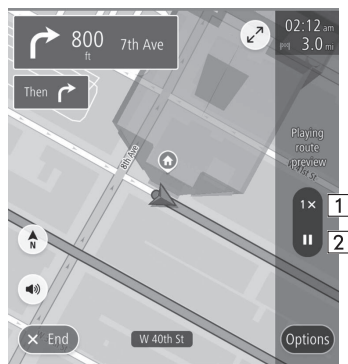 800
ft
7th Ave
Then
02:12 am
3.0 mi
Playing
route
preview
8th Ave
1×
1
2
N
× End
W 40th St
Options